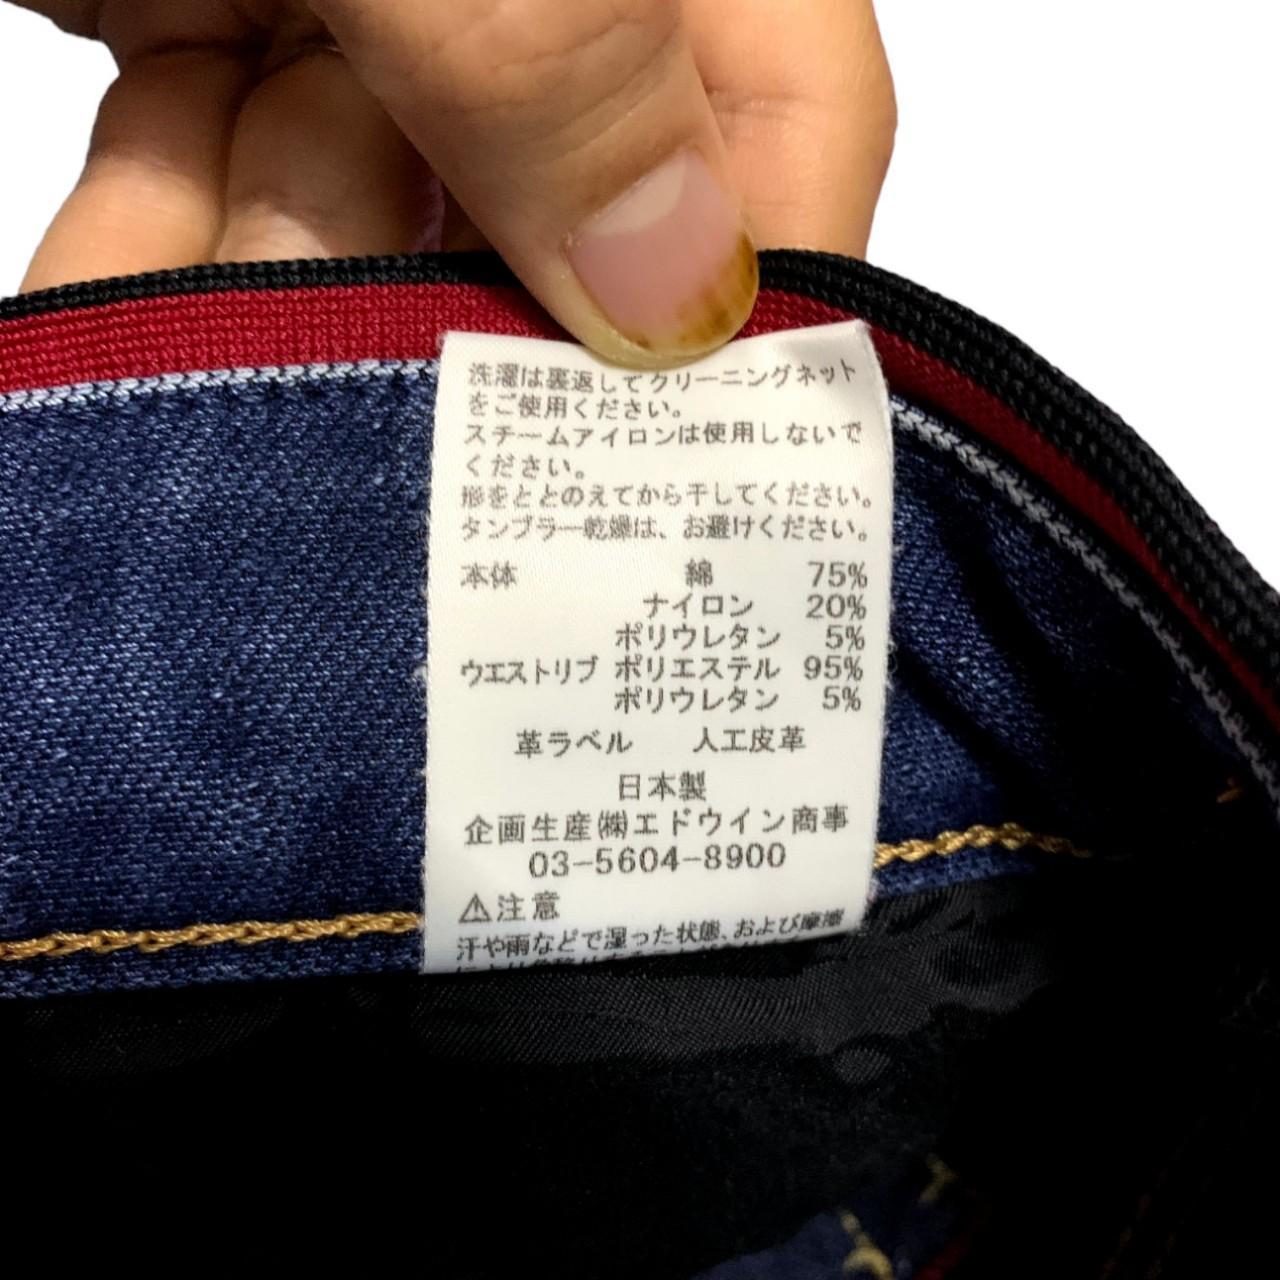 洗濯は裏返してクリーニングネット
をご使用ください。
スチームアイロンは使用しないで
ください。
形をととのえてから干してください。
タンブラー乾燥は、お避けください。
本体 綿 75%
ナイロン 20%
ポリウレタン 5%
ウエストリブ ポリエステル 95%
ポリウレタン 5%
革ラベル 人工皮革
日本製
企画生産㈱エドウイン商事
03-5604-8900
⚠注意
汗や雨などで湿った状態、および摩擦